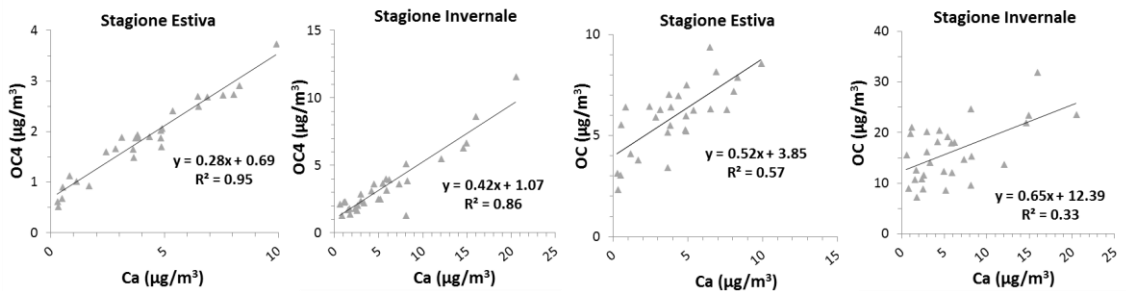 Stagione Estiva
OC4 (µg/m³)
4
3
2
1
0
0
5
10
y = 0.28x + 0.69
R² = 0.95
Ca (µg/m³)
Stagione Invernale
OC4 (µg/m³)
15
10
5
0
0
5
10
15
20
25
y = 0.42x + 1.07
R² = 0.86
Ca (µg/m³)
Stagione Estiva
OC (µg/m³)
10
5
0
0
5
10
15
y = 0.52x + 3.85
R² = 0.57
Ca (µg/m³)
Stagione Invernale
OC (µg/m³)
40
30
20
10
0
0
5
10
15
20
25
y = 0.65x + 12.39
R² = 0.33
Ca (µg/m³)